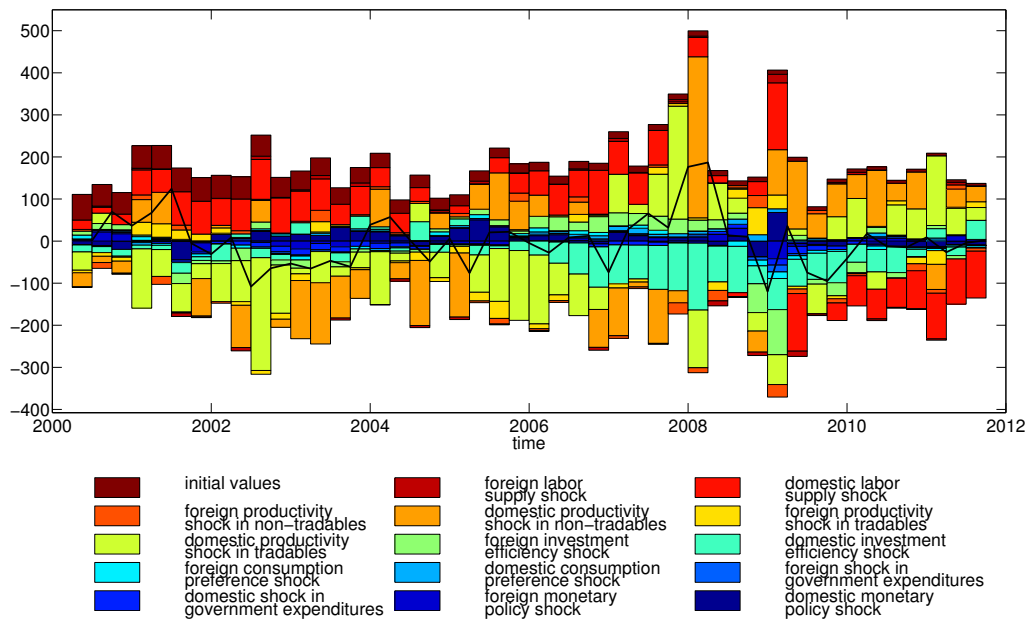 500
400
300
200
100
0
−100
−200
−300
−400
2000
2002
2004
2006
2008
2010
2012
time
initial values
foreign labor
supply shock
domestic labor
supply shock
foreign productivity
shock in non−tradables
domestic productivity
shock in non−tradables
foreign productivity
shock in tradables
domestic productivity
shock in tradables
foreign investment
efficiency shock
domestic investment
efficiency shock
foreign consumption
preference shock
domestic consumption
preference shock
foreign shock in
government expenditures
domestic shock in
government expenditures
foreign monetary
policy shock
domestic monetary
policy shock